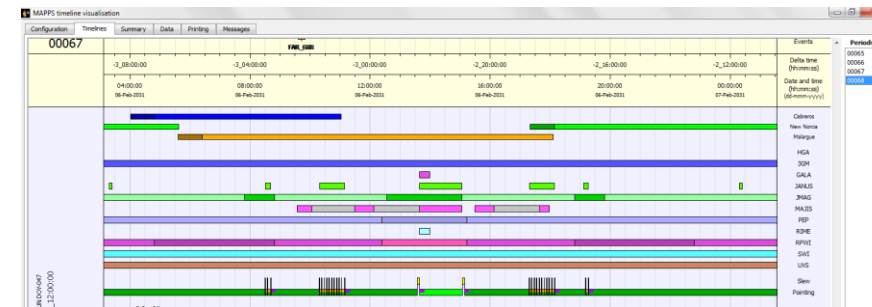 MAPPS timeline visualisation
Configuration Timelines Summary Data Printing Messages
00067
Events
Period
00065
00066
00067
00068
-3_08:00:00 -3_04:00:00 -3_00:00:00 -2_20:00:00 -2_16:00:00 -2_12:00:00
Delta time
(hh:mm:ss)
04:00:00 08:00:00 12:00:00 16:00:00 20:00:00 00:00:00
06-Feb-2031 06-Feb-2031 06-Feb-2031 06-Feb-2031 06-Feb-2031 07-Feb-2031
Date and time
(hh:mm:ss)
(dd-mmm-yyyy)
Cebreros
New Norcia
Malargue
HGA
3GM
GALA
JANUS
JMAG
MAJIS
PEP
RIME
RPWI
SWI
UVS
Slew
Pointing
_12:00:00